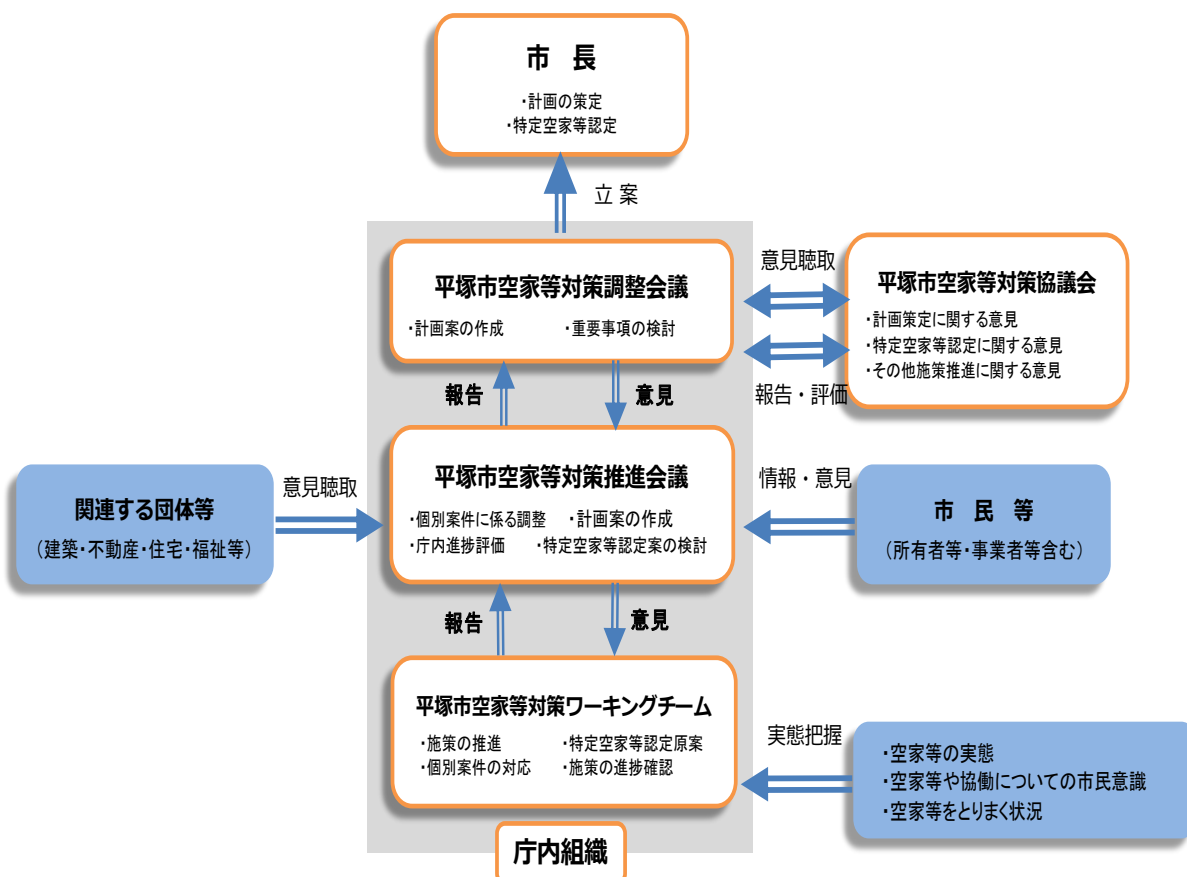 市　長
・計画の策定
・特定空家等認定
立 案
平塚市空家等対策調整会議
・計画案の作成　・重要事項の検討
意見聴取
報告・評価
平塚市空家等対策協議会
・計画策定に関する意見
・特定空家等認定に関する意見
・その他施策推進に関する意見
報告
意見
関連する団体等
（建築・不動産・住宅・福祉等）
意見聴取
平塚市空家等対策推進会議
・個別案件に係る調整　・計画案の作成
・庁内進捗評価　・特定空家等認定案の検討
情報・意見
市　民　等
（所有者等・事業者等含む）
報告
意見
平塚市空家等対策ワーキングチーム
・施策の推進　・特定空家等認定原案
・個別案件の対応　・施策の進捗確認
実態把握
・空家等の実態
・空家等や協働についての市民意識
・空家等をとりまく状況
庁内組織